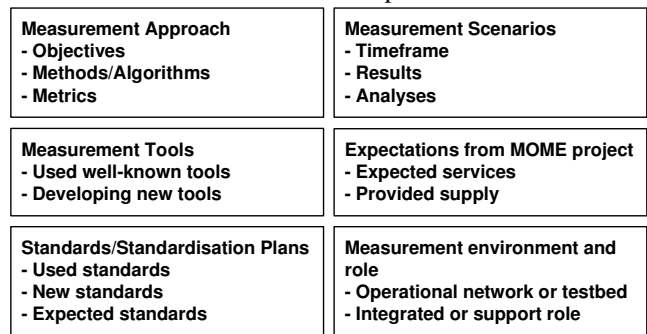 Measurement Approach
- Objectives
- Methods/Algorithms
- Metrics
Measurement Scenarios
- Timeframe
- Results
- Analyses
Measurement Tools
- Used well-known tools
- Developing new tools
Expectations from MOME project
- Expected services
- Provided supply
Standards/Standardisation Plans
- Used standards
- New standards
- Expected standards
Measurement environment and
role
- Operational network or testbed
- Integrated or support role